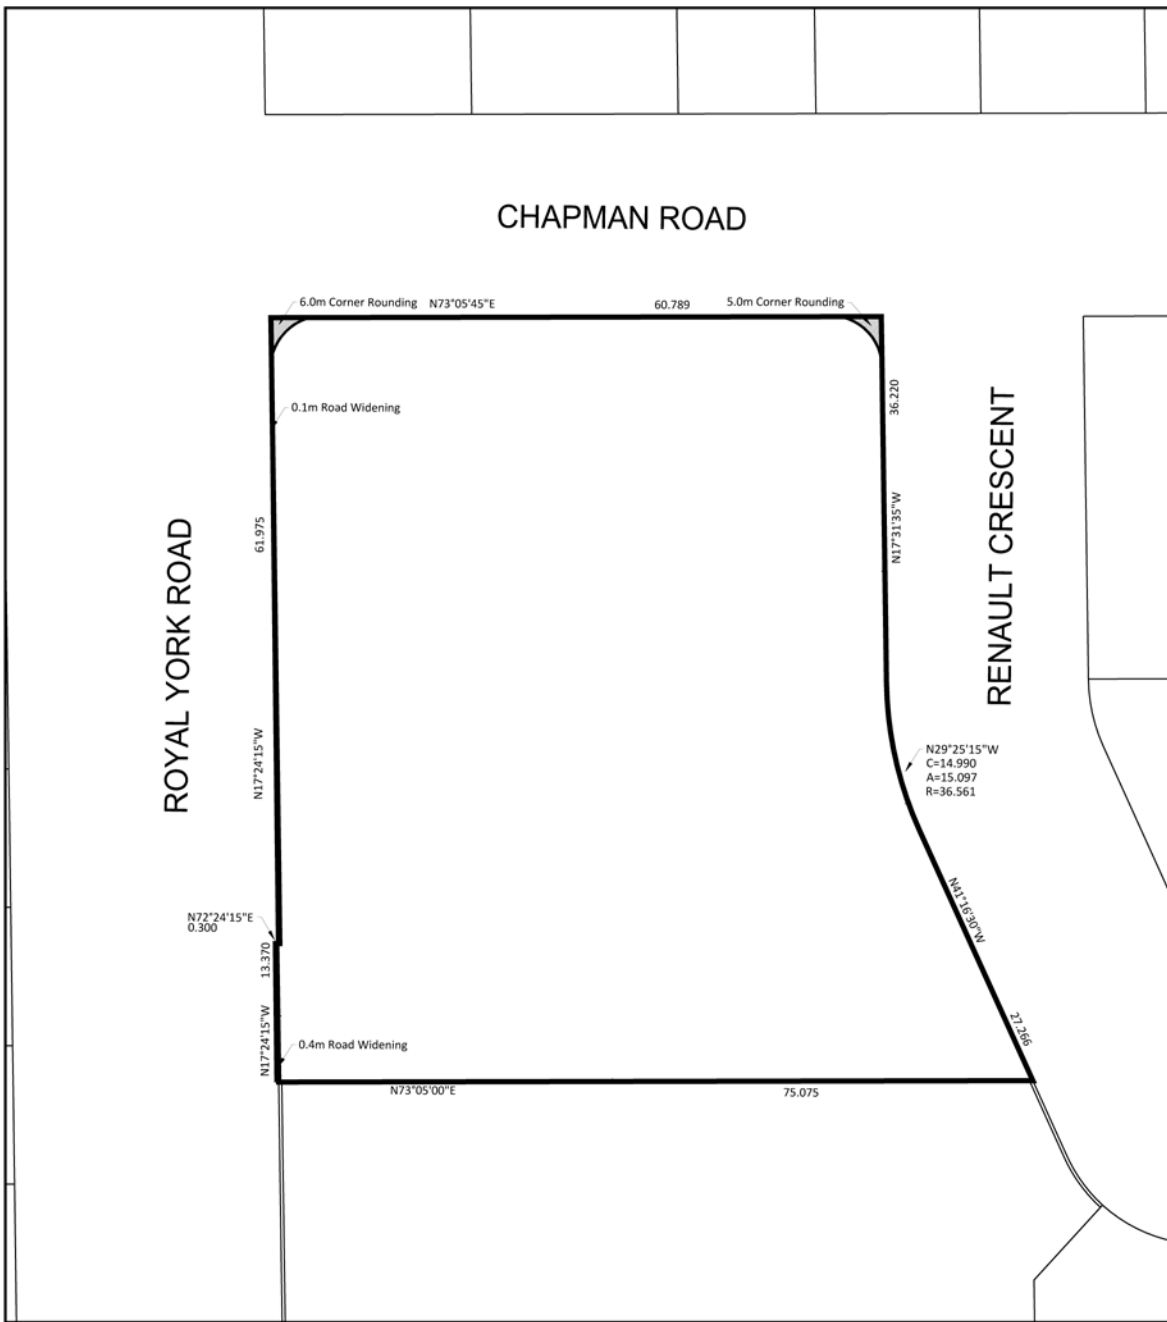 CHAPMAN ROAD
6.0m Corner Rounding
N73°05'45"E
60.789
5.0m Corner Rounding
36.220
0.1m Road Widening
RENAULT CRESCENT
N17°31'35"W
61.975
ROYAL YORK ROAD
N17°24'15"W
N29°25'15"W
C=14.990
A=15.097
R=36.561
N41°16'30"W
N72°24'15"E
0.300
13.370
N17°24'15"W
27.266
0.4m Road Widening
N73°05'00"E
75.075